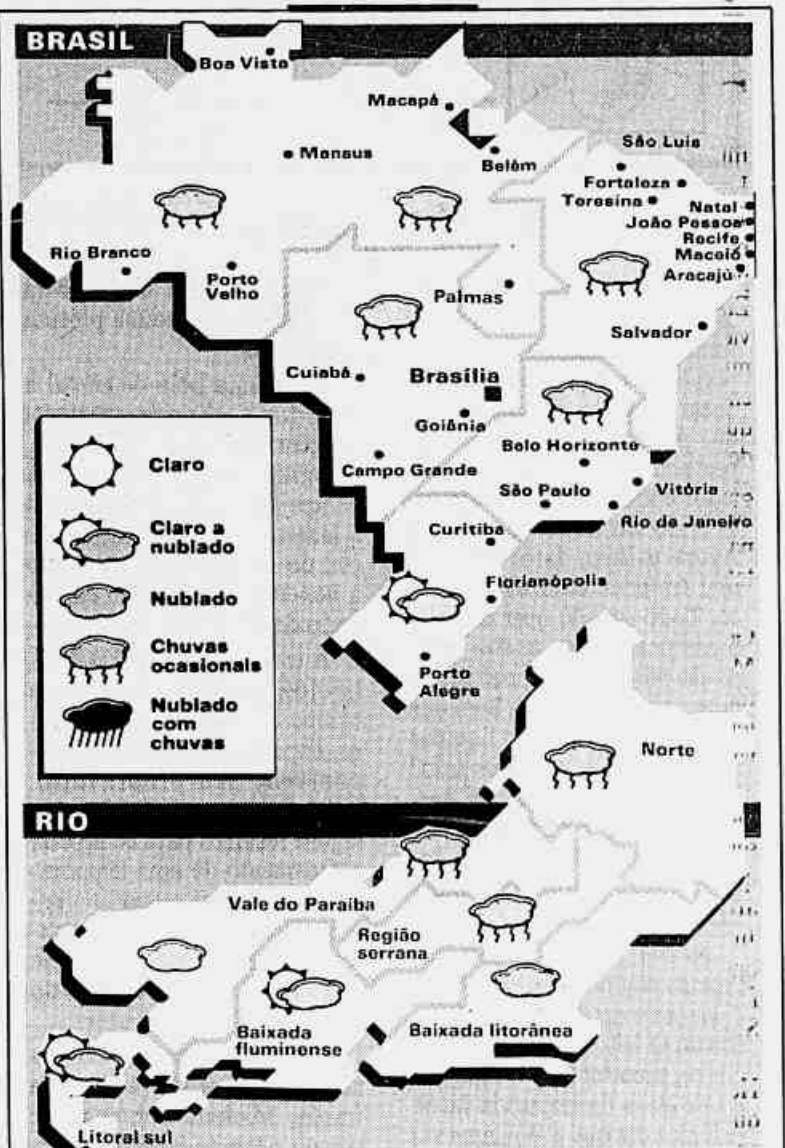 BRASIL
Boa Vista
Macapá
Manaus
Belém
São Luis
Fortaleza
Teresina
Natal
João Pessoa
Recife
Maceió
Aracajú
Rio Branco
Porto
Velho
Palmas
Salvador
Cuiabá
Brasília
Goiânia
Belo Horizonte
Campo Grande
São Paulo
Vitória
Rio de Janeiro
Curitiba
Florianópolis
Porto
Alegre
Claro
Claro a
nublado
Nublado
Chuvas
ocasionais
Nublado
com
chuvas
RIO
Norte
Vale do Paraíba
Região
serrana
Baixada
fluminense
Baixada litorânea
Litoral sul